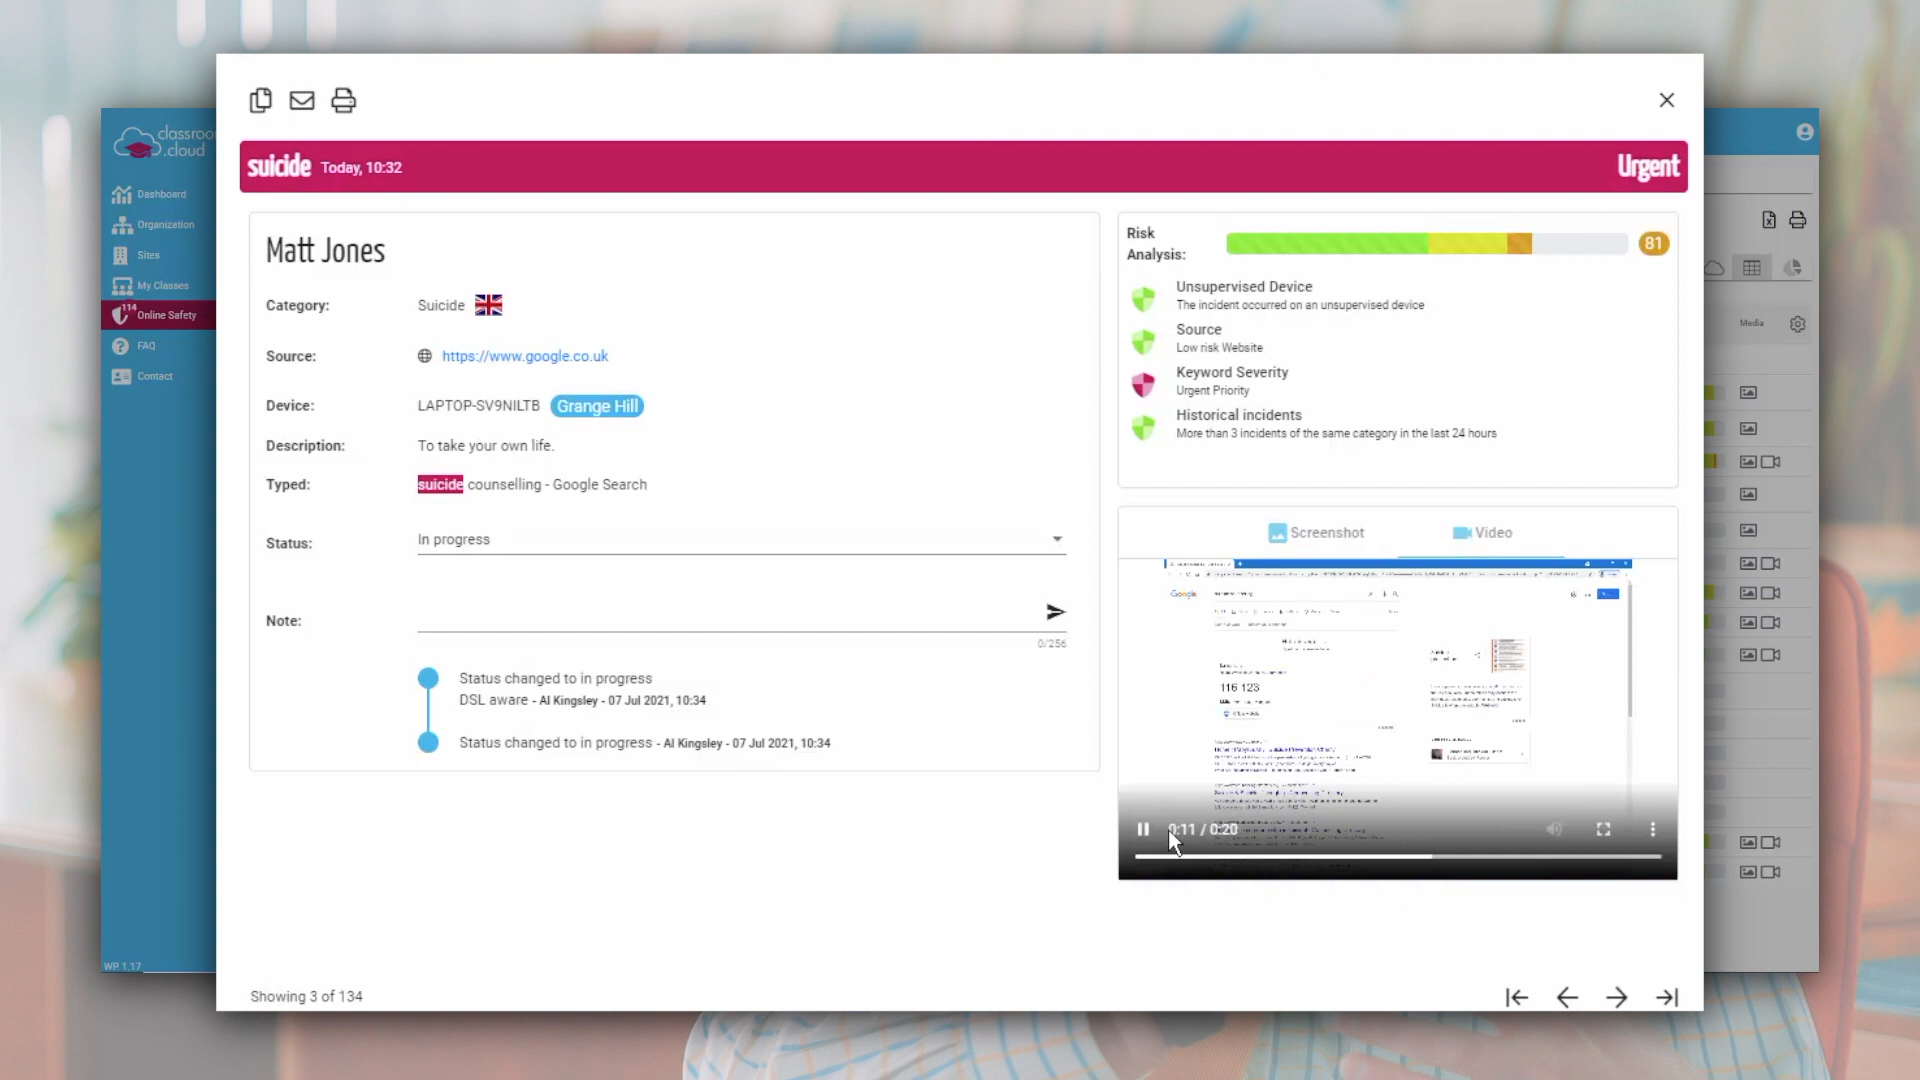 classroo
.cloud
Dashboard
Organization
Sites
My Classes
114
Online Safety
FAQ
Contact
WP 1.17
suicide Today, 10:32 Urgent
Matt Jones
Category: Suicide
Source: https://www.google.co.uk
Device: LAPTOP-SV9NILTB Grange Hill
Description: To take your own life.
Typed: suicide counselling - Google Search
Status: In progress
Note:
0/256
Status changed to in progress
DSL aware - Al Kingsley - 07 Jul 2021, 10:34
Status changed to in progress - Al Kingsley - 07 Jul 2021, 10:34
Risk
Analysis:
81
Unsupervised Device
The incident occurred on an unsupervised device
Source
Low risk Website
Keyword Severity
Urgent Priority
Historical incidents
More than 3 incidents of the same category in the last 24 hours
Screenshot Video
Google
116 123
0:11 / 0:20
Media
Showing 3 of 134